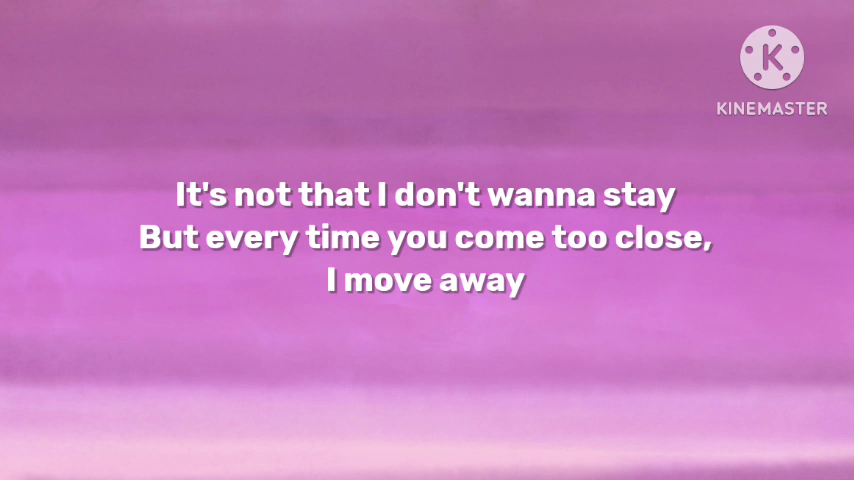 KINEMASTER
It's not that I don't wanna stay
But every time you come too close,
I move away